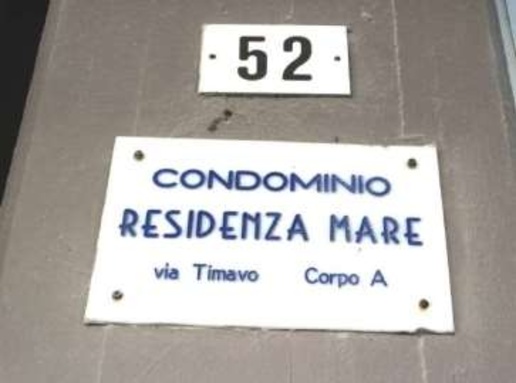 52
CONDOMINIO
RESIDENZA MARE
via Timavo Corpo A